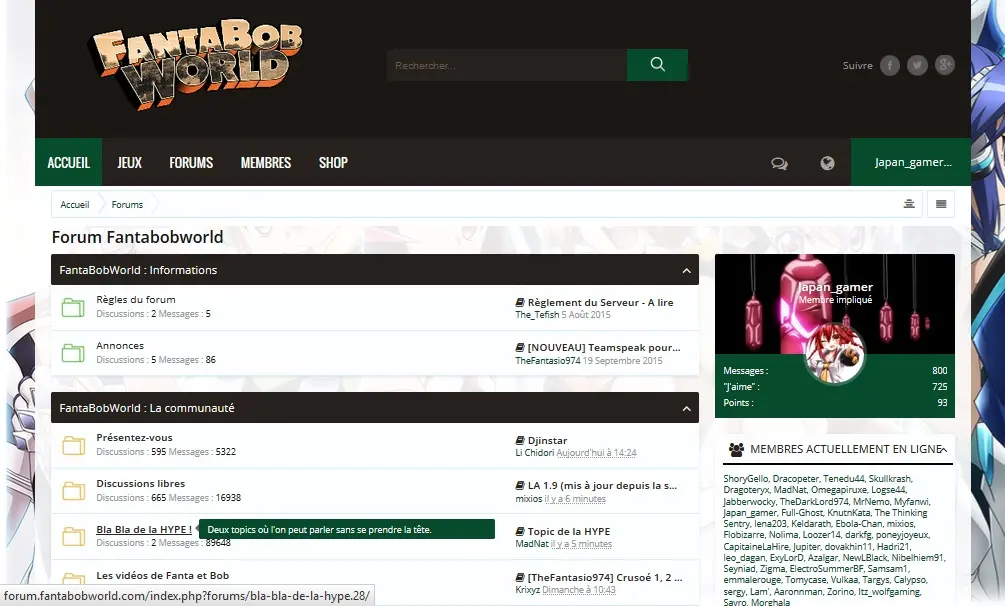 FANTABOB
WORLD
Rechercher...
Suivre
ACCUEIL JEUX FORUMS MEMBRES SHOP
Japan_gamer...
Accueil Forums
Forum Fantabobworld
FantaBobWorld : Informations
Règles du forum
Discussions : 2 Messages : 5
Règlement du Serveur - A lire
The_Tefish 5 Août 2015
Annonces
Discussions : 5 Messages : 86
[NOUVEAU] Teamspeak pour...
TheFantasio974 19 Septembre 2015
FantaBobWorld : La communauté
Présentez-vous
Discussions : 595 Messages : 5322
Djinstar
Li Chidori Aujourd'hui à 14:24
Discussions libres
Discussions : 665 Messages : 16938
LA 1.9 (mis à jour depuis la s...
mixios il y a 6 minutes
Bla Bla de la HYPE !
Deux topics où l'on peut parler sans se prendre la tête.
Discussions : 2 Messages : 89648
Topic de la HYPE
MadNat il y a 5 minutes
Les vidéos de Fanta et Bob
[TheFantasio974] Crusoé 1, 2 ...
Krixyz Dimanche à 10:43
forum.fantabobworld.com/index.php?forums/bla-bla-de-la-hype.28/
Japan_gamer
Membre impliqué
Messages : 800
"J'aime" : 725
Points : 93
MEMBRES ACTUELLEMENT EN LIGNE
ShoryGello, Dracopeter, Tenedu44, Skullkrash,
Dragoteryx, MadNat, Omegapiruxe, Logse44,
Jabberwocky, TheDarkLord974, MrNemo, Myfanwi,
Japan_gamer, Full-Ghost, KnutnKata, The Thinking
Sentry, lena203, Keldarath, Ebola-Chan, mixios,
Flobizarre, Nolima, Loozer14, darkfg, poneyjoyeux,
CapitaineLaHire, Jupiter, dovakhin11, Hadri21,
leo_dagan, ExyLorD, Azalgar, NewLBlack, Nibelhiem91,
Seyniad, Zigma, ElectroSummerBF, Samsam1,
emmalerouge, Tomycase, Vulkaa, Targys, Calypso,
sergy, Lam', Aaronnman, Zorino, Itz_wolfgaming,
Savro, Morghala